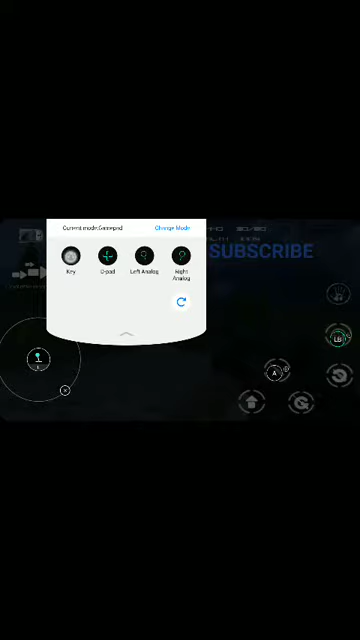 Current mode:Gamepad Change Mode
SUBSCRIBE
Key D-pad Left Analog Right Analog
LB
A